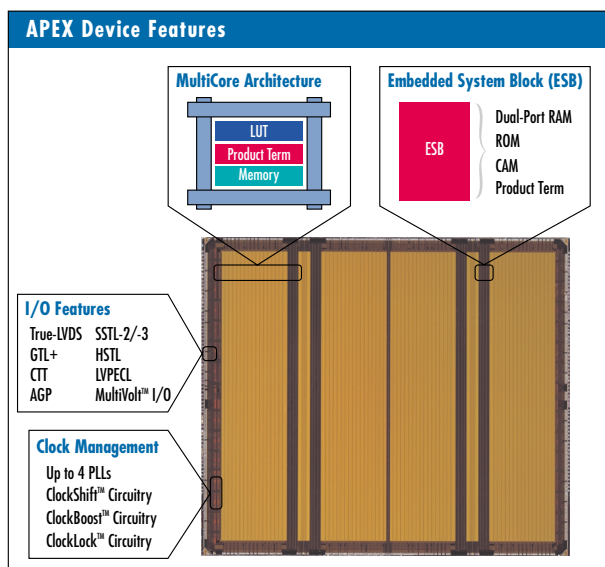 APEX Device Features
MultiCore Architecture
LUT
Product Term
Memory
Embedded System Block (ESB)
ESB
Dual-Port RAM
ROM
CAM
Product Term
I/O Features
True-LVDS SSTL-2/-3
GTL+ HSTL
CTT LVPECL
AGP MultiVolt™ I/O
Clock Management
Up to 4 PLLs
ClockShift™ Circuitry
ClockBoost™ Circuitry
ClockLock™ Circuitry